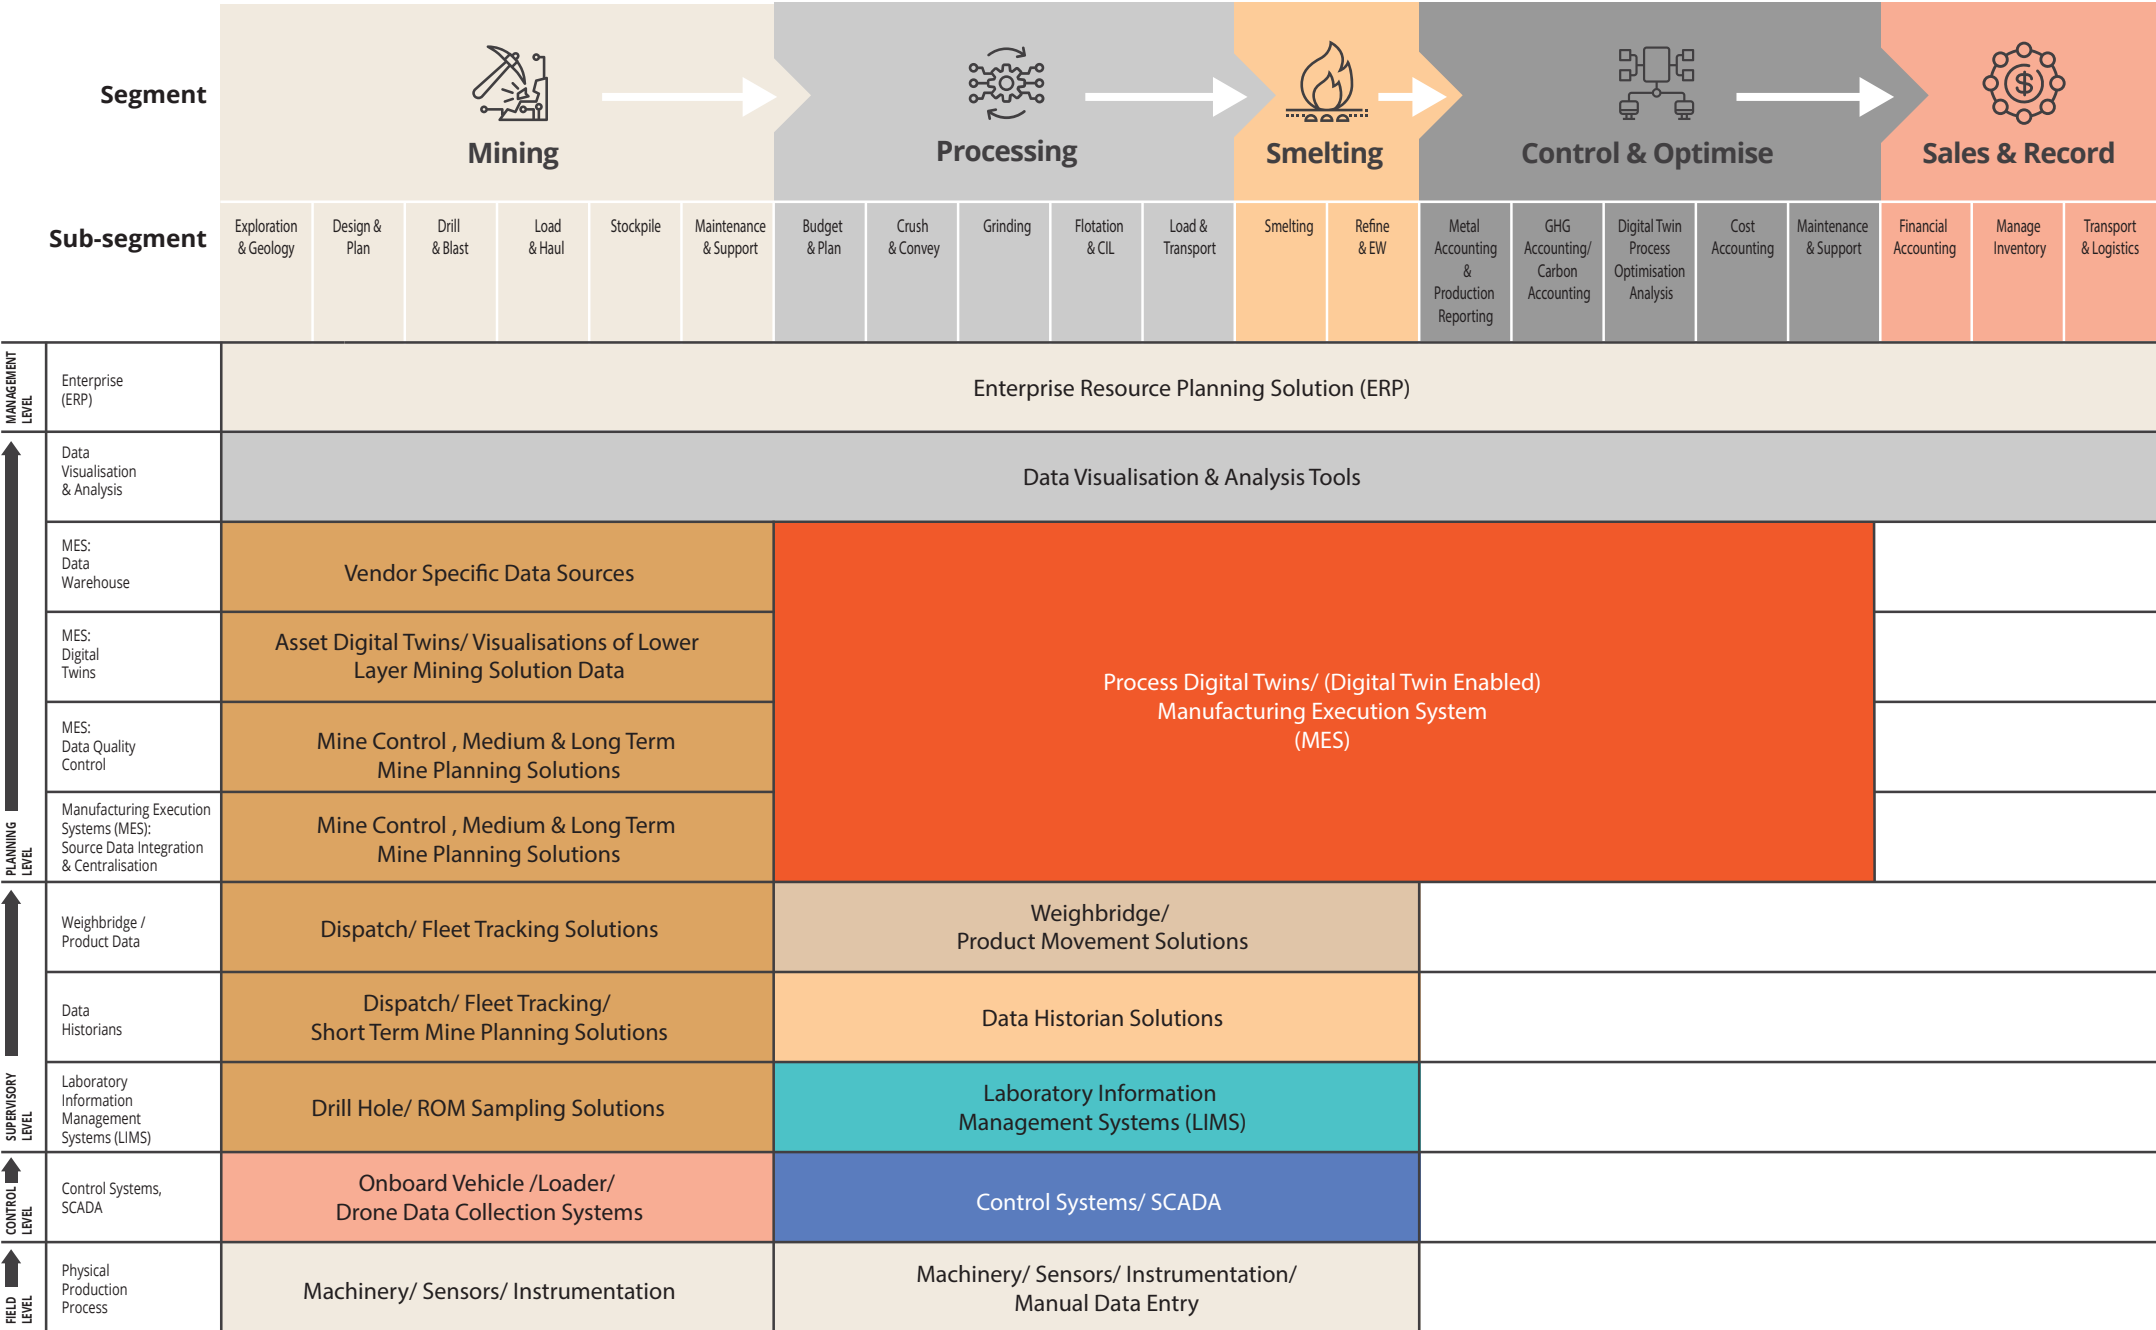 Segment
Mining
Processing
Smelting
Control & Optimise
Sales & Record
$
Sub-segment
Exploration
& Geology
Design &
Plan
Drill
& Blast
Load
& Haul
Stockpile
Maintenance
& Support
Budget
& Plan
Crush
& Convey
Grinding
Flotation
& CIL
Load &
Transport
Smelting
Refine
& EW
Metal
Accounting
&
Production
Reporting
GHG
Accounting/
Carbon
Accounting
Digital Twin
Process
Optimisation
Analysis
Cost
Accounting
Maintenance
& Support
Financial
Accounting
Manage
Inventory
Transport
& Logistics
MANAGEMENT
LEVEL
Enterprise
(ERP)
Enterprise Resource Planning Solution (ERP)
PLANNING
LEVEL
Data
Visualisation
& Analysis
Data Visualisation & Analysis Tools
MES:
Data
Warehouse
Vendor Specific Data Sources
Process Digital Twins/ (Digital Twin Enabled)
Manufacturing Execution System
(MES)
MES:
Digital
Twins
Asset Digital Twins/ Visualisations of Lower
Layer Mining Solution Data
MES:
Data Quality
Control
Mine Control , Medium & Long Term
Mine Planning Solutions
Manufacturing Execution
Systems (MES):
Source Data Integration
& Centralisation
Mine Control , Medium & Long Term
Mine Planning Solutions
SUPERVISORY
LEVEL
Weighbridge /
Product Data
Dispatch/ Fleet Tracking Solutions
Weighbridge/
Product Movement Solutions
Data
Historians
Dispatch/ Fleet Tracking/
Short Term Mine Planning Solutions
Data Historian Solutions
Laboratory
Information
Management
Systems (LIMS)
Drill Hole/ ROM Sampling Solutions
Laboratory Information
Management Systems (LIMS)
CONTROL
LEVEL
Control Systems,
SCADA
Onboard Vehicle /Loader/
Drone Data Collection Systems
Control Systems/ SCADA
FIELD
LEVEL
Physical
Production
Process
Machinery/ Sensors/ Instrumentation
Machinery/ Sensors/ Instrumentation/
Manual Data Entry